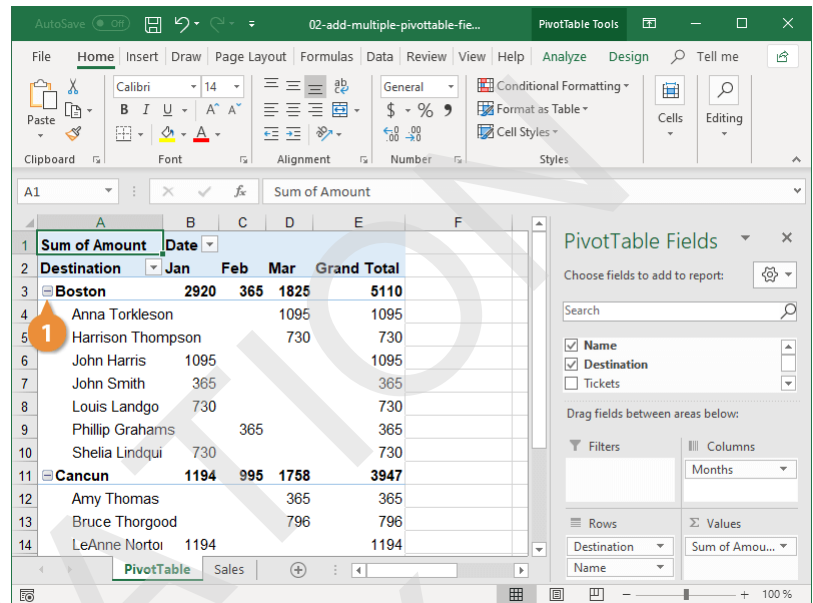 AutoSave Off 02-add-multiple-pivottable-fie... PivotTable Tools
File Home Insert Draw Page Layout Formulas Data Review View Help Analyze Design Tell me
Calibri 14 ab General Conditional Formatting
Paste B I U A A A $ % 9 Format as Table Cells Editing
Cell Styles
Clipboard Font Alignment Number Styles
A1 fx Sum of Amount
A B C D E F
PivotTable Fields
Choose fields to add to report:
Search
Name
Destination
Tickets
Drag fields between areas below:
Filters Columns
Months
Rows Values
Destination Sum of Amou...
Name
1 Sum of Amount Date
2 Destination Jan Feb Mar Grand Total
3 Boston 2920 365 1825 5110
4 Anna Torkleson 1095 1095
1
5 Harrison Thompson 730 730
6 John Harris 1095 1095
7 John Smith 365 365
8 Louis Landgo 730 730
9 Phillip Grahams 365 365
10 Shelia Lindqui 730 730
11 Cancun 1194 995 1758 3947
12 Amy Thomas 365 365
13 Bruce Thorgood 796 796
14 LeAnne Nortor 1194 1194
PivotTable Sales
100 %